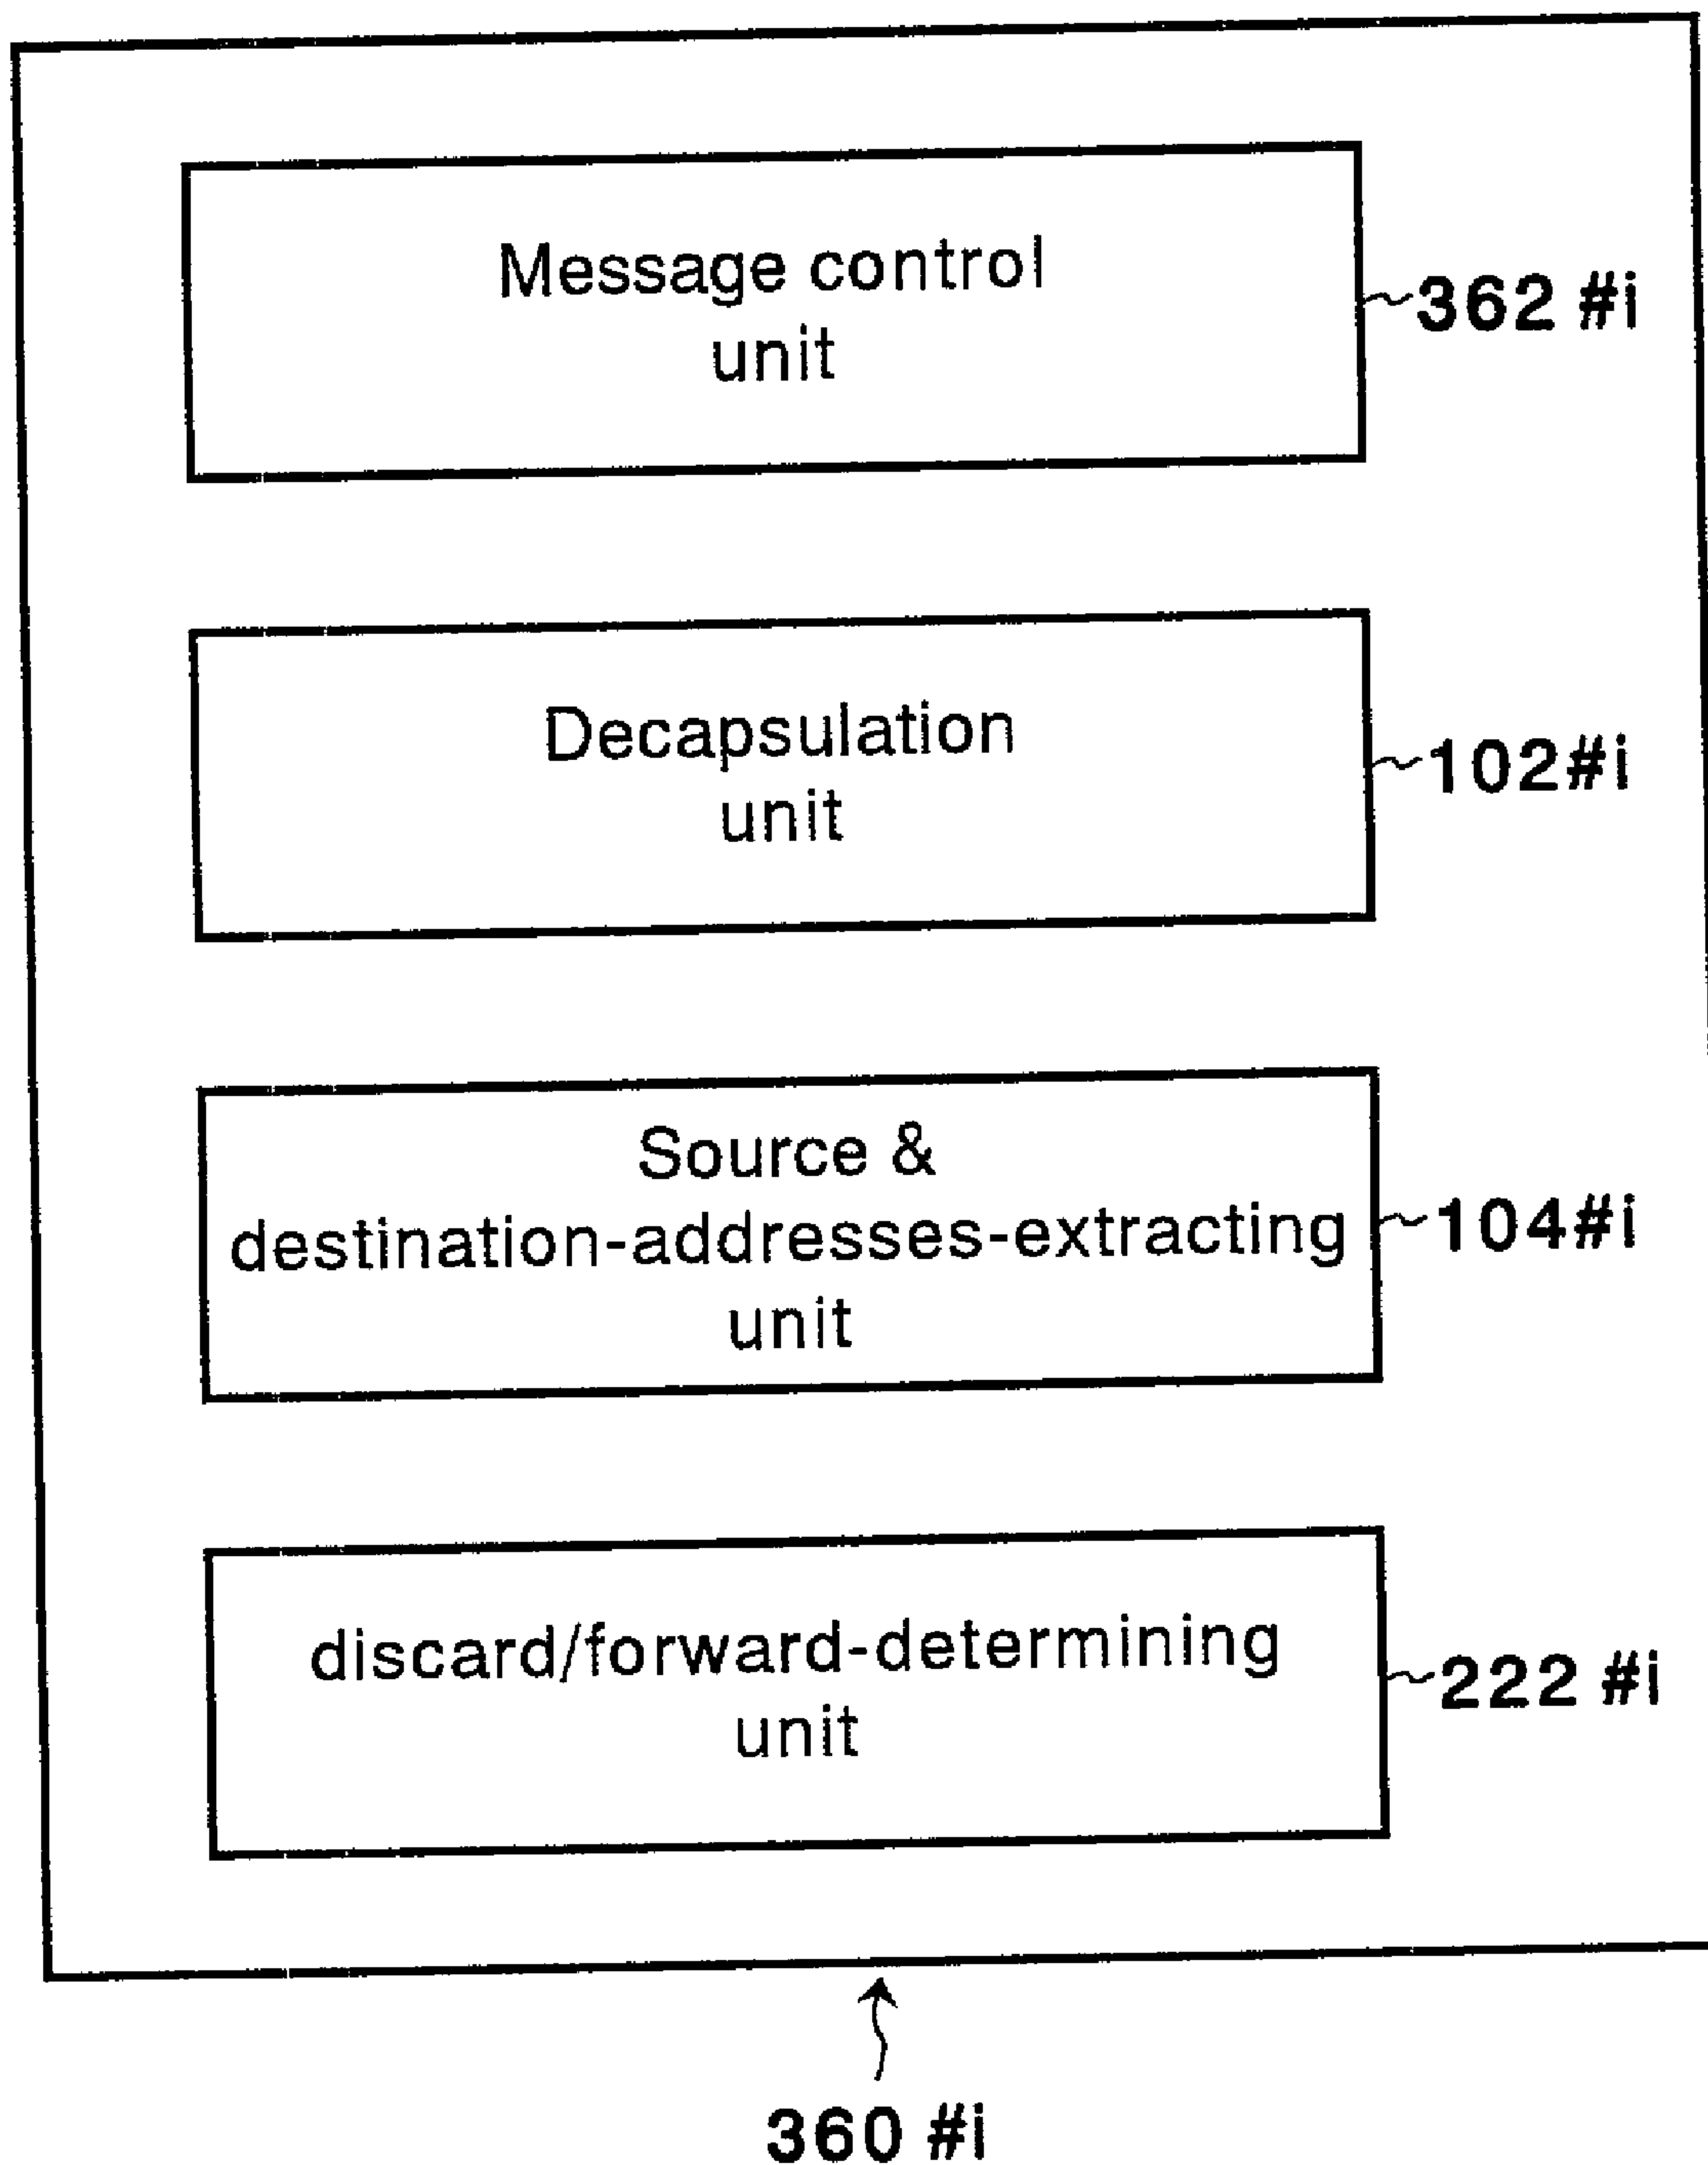 Message control
unit
362 #i
Decapsulation
unit
102#i
Source &
destination-addresses-extracting
unit
104#i
discard/forward-determining
unit
222 #i
360 #i